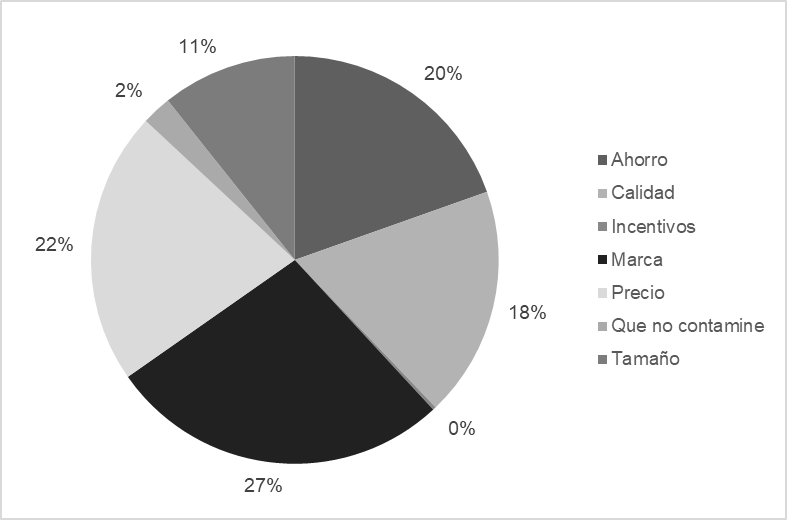 11%
20%
2%
22%
18%
0%
27%
Ahorro
Calidad
Incentivos
Marca
Precio
Que no contamine
Tamaño